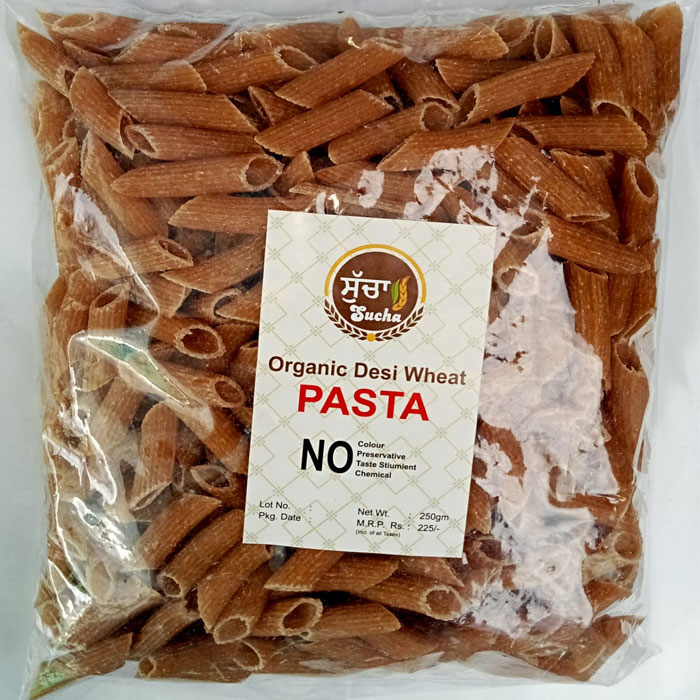 ਸੁੱਚਾ
Sucha
Organic Desi Wheat
PASTA
NO
Colour
Preservative
Taste Stiumlent
Chemical
Lot No. :
Pkg. Date :
Net Wt. : 250gm
M.R.P. Rs. : 225/-
(Incl. of all Taxes)